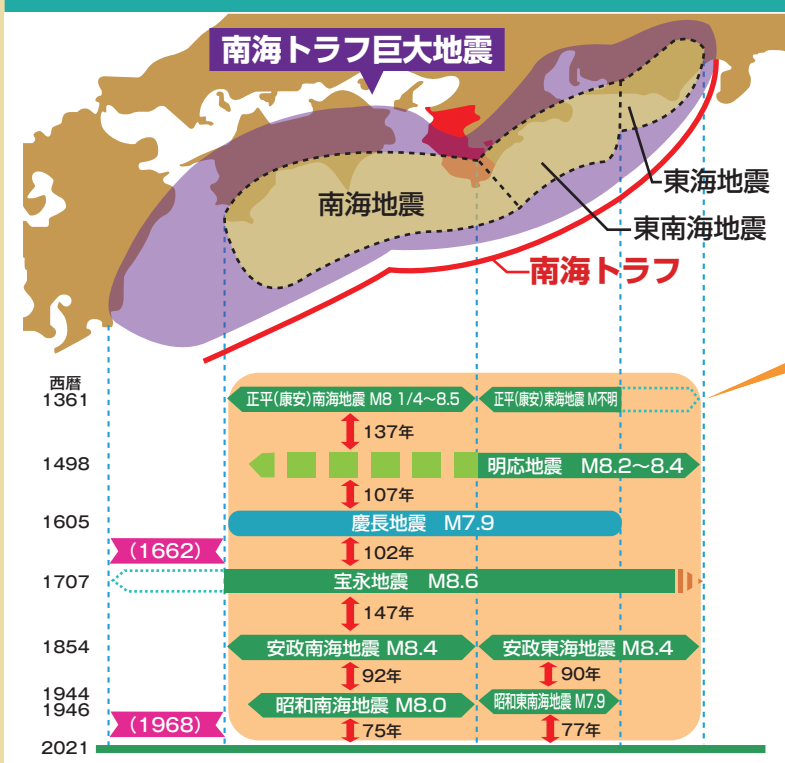 南海トラフ巨大地震
南海地震
東海地震
東南海地震
南海トラフ
西暦
1361
正平(康安)南海地震 M8 1/4〜8.5
正平(康安)東海地震 M不明
137年
1498
明応地震 M8.2〜8.4
107年
1605
慶長地震 M7.9
(1662)
102年
1707
宝永地震 M8.6
147年
1854
安政南海地震 M8.4
安政東海地震 M8.4
92年
90年
1944
1946
昭和南海地震 M8.0
昭和東南海地震 M7.9
(1968)
75年
77年
2021